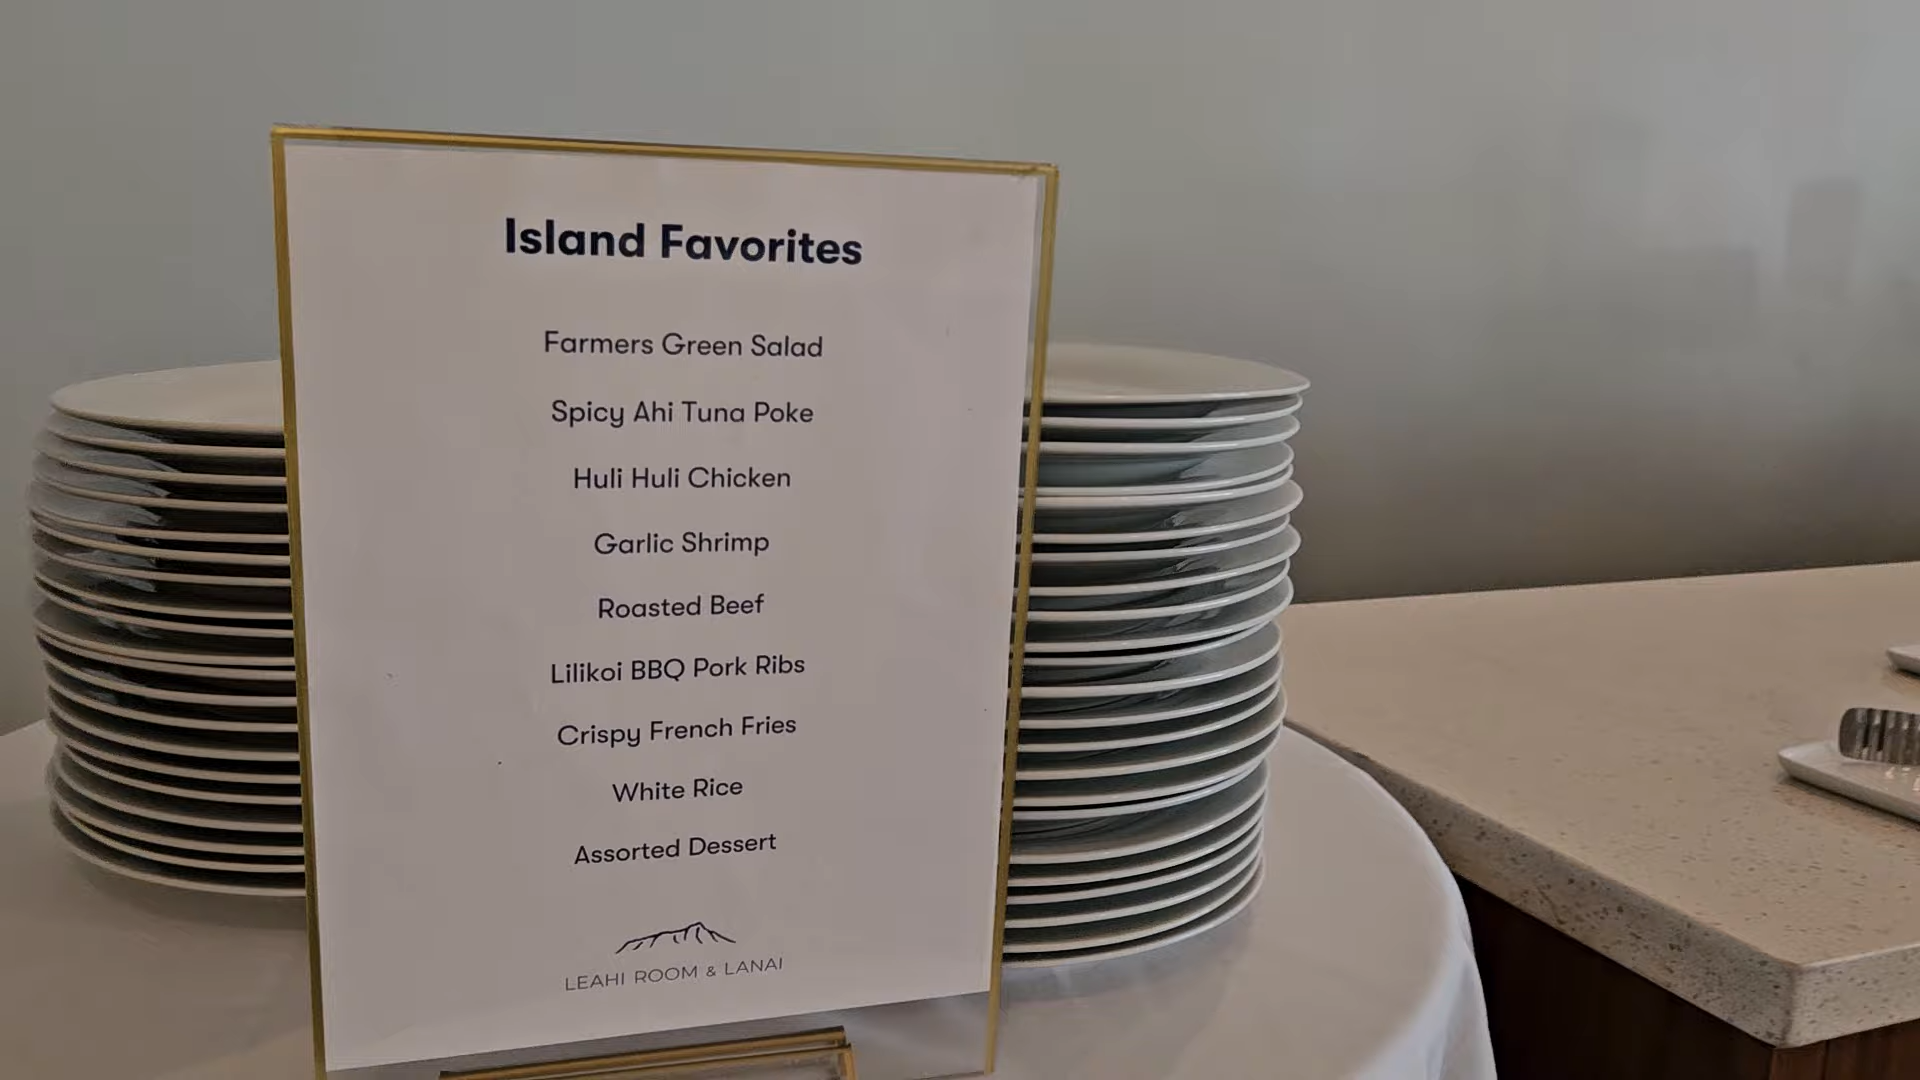 Island Favorites
Farmers Green Salad
Spicy Ahi Tuna Poke
Huli Huli Chicken
Garlic Shrimp
Roasted Beef
Lilikoi BBQ Pork Ribs
Crispy French Fries
White Rice
Assorted Dessert
LEAHI ROOM & LANAI